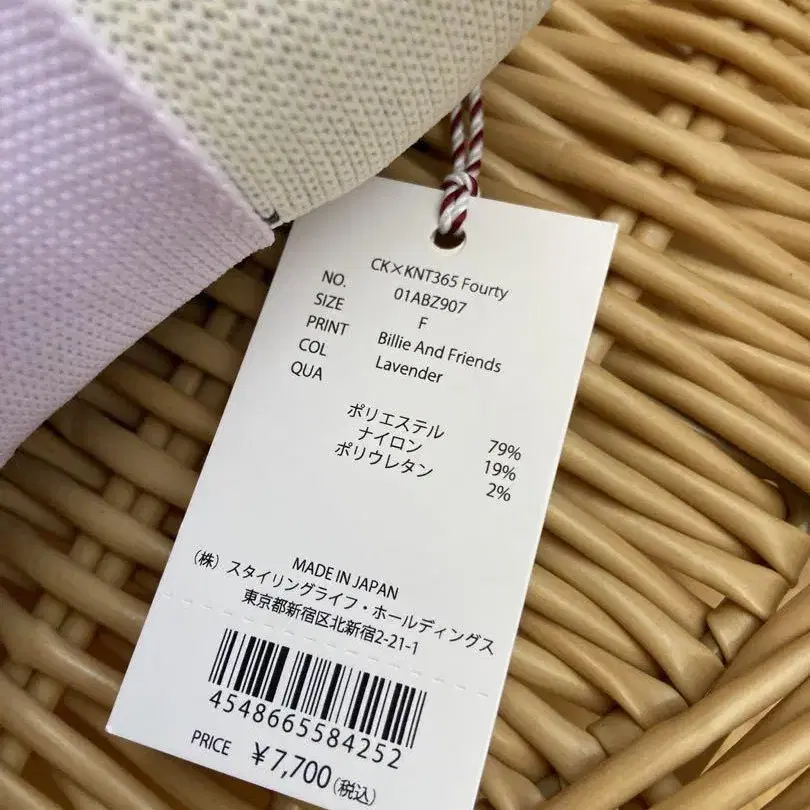 CK×KNT365 Fourty
NO. 01ABZ907
SIZE F
PRINT Billie And Friends
COL Lavender
QUA
ポリエステル 79%
ナイロン 19%
ポリウレタン 2%
MADE IN JAPAN
(株) スタイリングライフ・ホールディングス
東京都新宿区北新宿2-21-1
4548665584252
PRICE ¥7,700(税込)